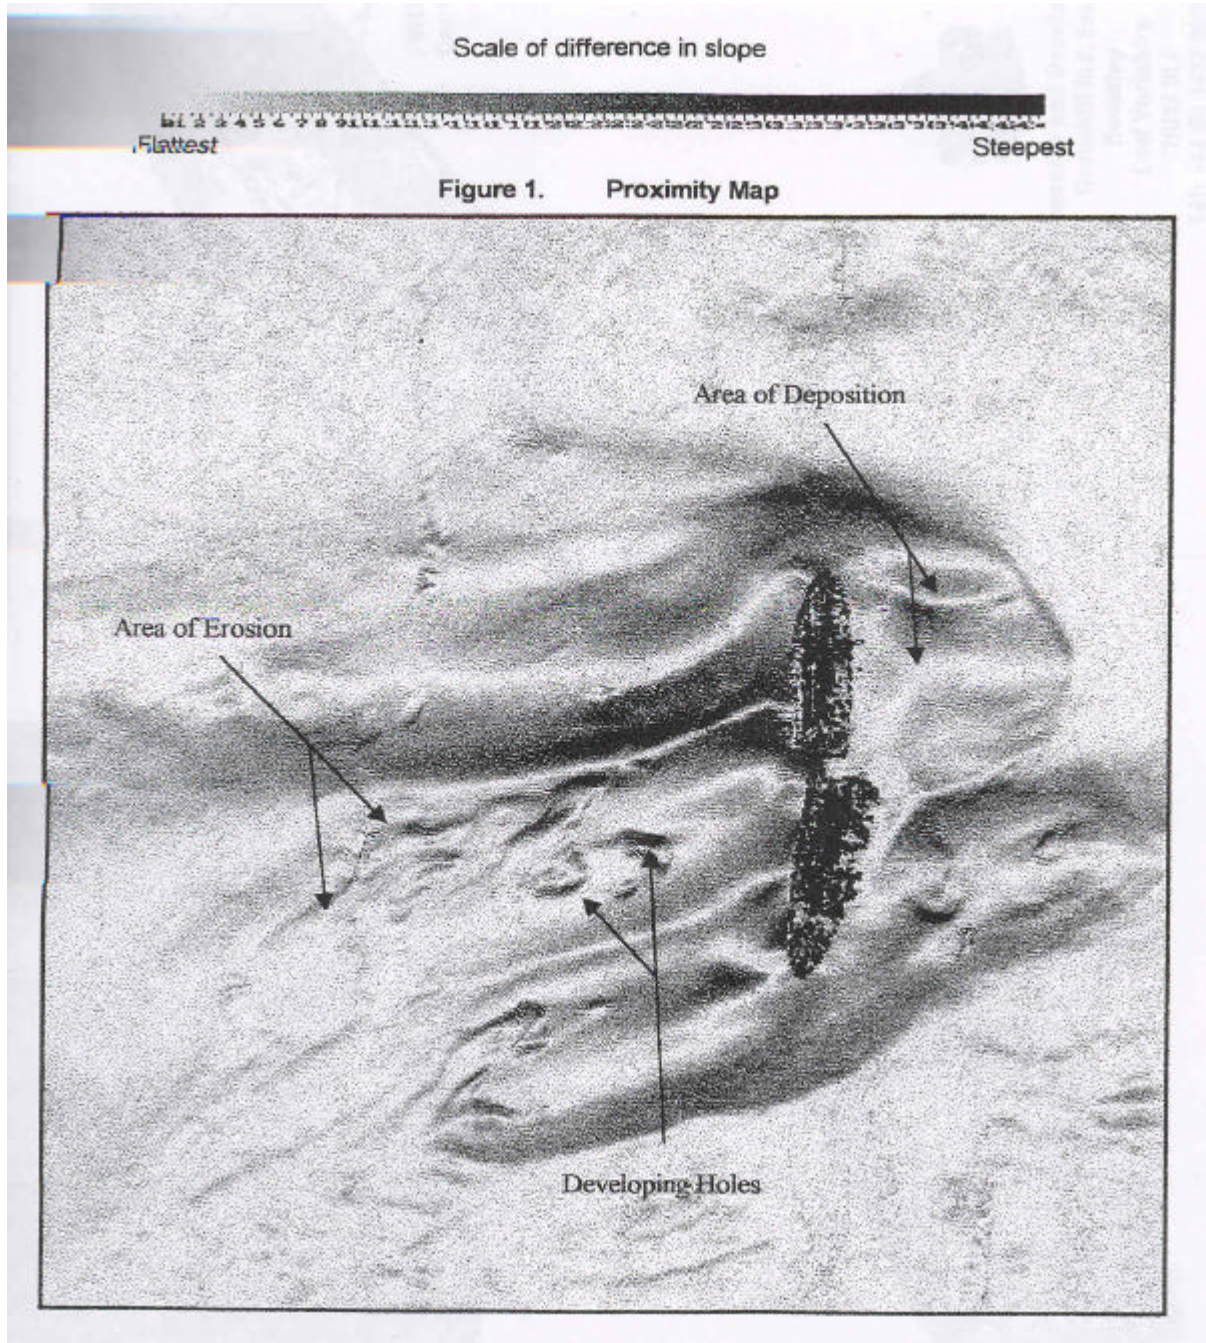 Scale of difference in slope
Flattest
Steepest
Figure 1. Proximity Map
Area of Deposition
Area of Erosion
Developing Holes